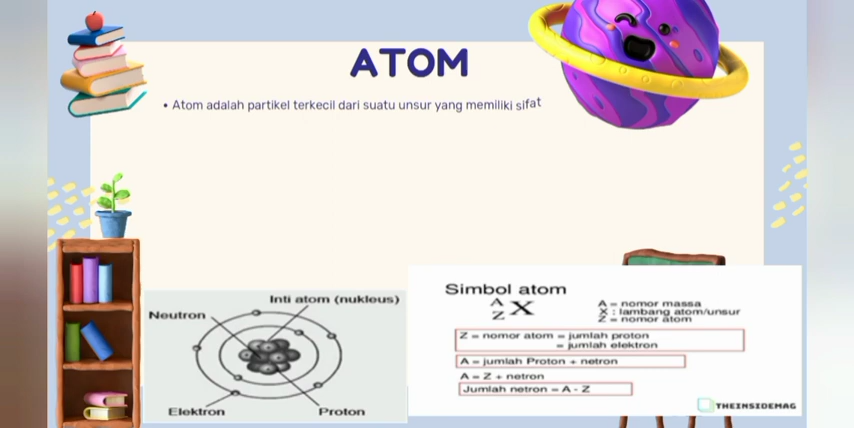 ATOM
• Atom adalah partikel terkecil dari suatu unsur yang memiliki sifat
Inti atom (nukleus)
Neutron
Elektron
Proton
Simbol atom
A
Z X
A = nomor massa
X : lambang atom/unsur
Z = nomor atom
Z = nomor atom = jumlah proton
= jumlah elektron
A = jumlah Proton + netron
A = Z + netron
Jumlah netron = A - Z
THEINSIDEMAG